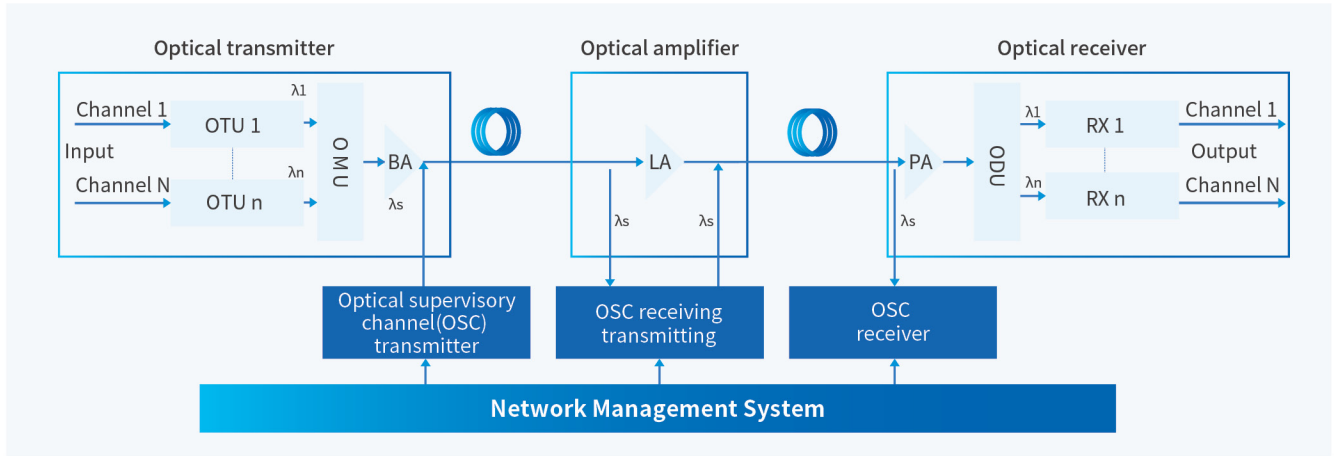 Optical transmitter
Optical amplifier
Optical receiver
Channel 1
Input
Channel N
OTU 1
OTU n
λ1
λn
OMU
BA
λs
LA
λs
λs
PA
λs
ODU
λ1
λn
RX 1
RX n
Channel 1
Output
Channel N
Optical supervisory
channel(OSC)
transmitter
OSC receiving
transmitting
OSC
receiver
Network Management System